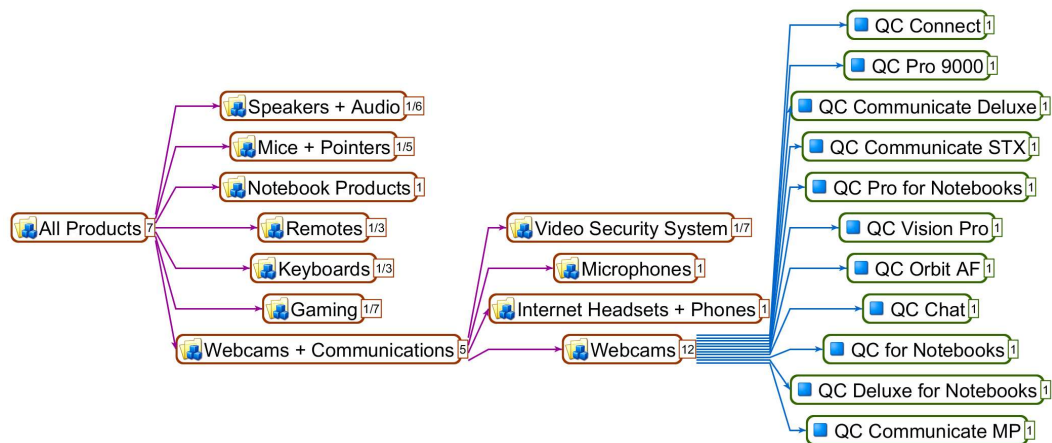 QC Connect 1
QC Pro 9000 1
Speakers + Audio 1/6
QC Communicate Deluxe 1
Mice + Pointers 1/5
QC Communicate STX 1
Notebook Products 1
QC Pro for Notebooks 1
All Products 7
Remotes 1/3
Video Security System 1/7
QC Vision Pro 1
Keyboards 1/3
Microphones 1
QC Orbit AF 1
Gaming 1/7
Internet Headsets + Phones 1
QC Chat 1
Webcams + Communications 5
Webcams 12
QC for Notebooks 1
QC Deluxe for Notebooks 1
QC Communicate MP 1